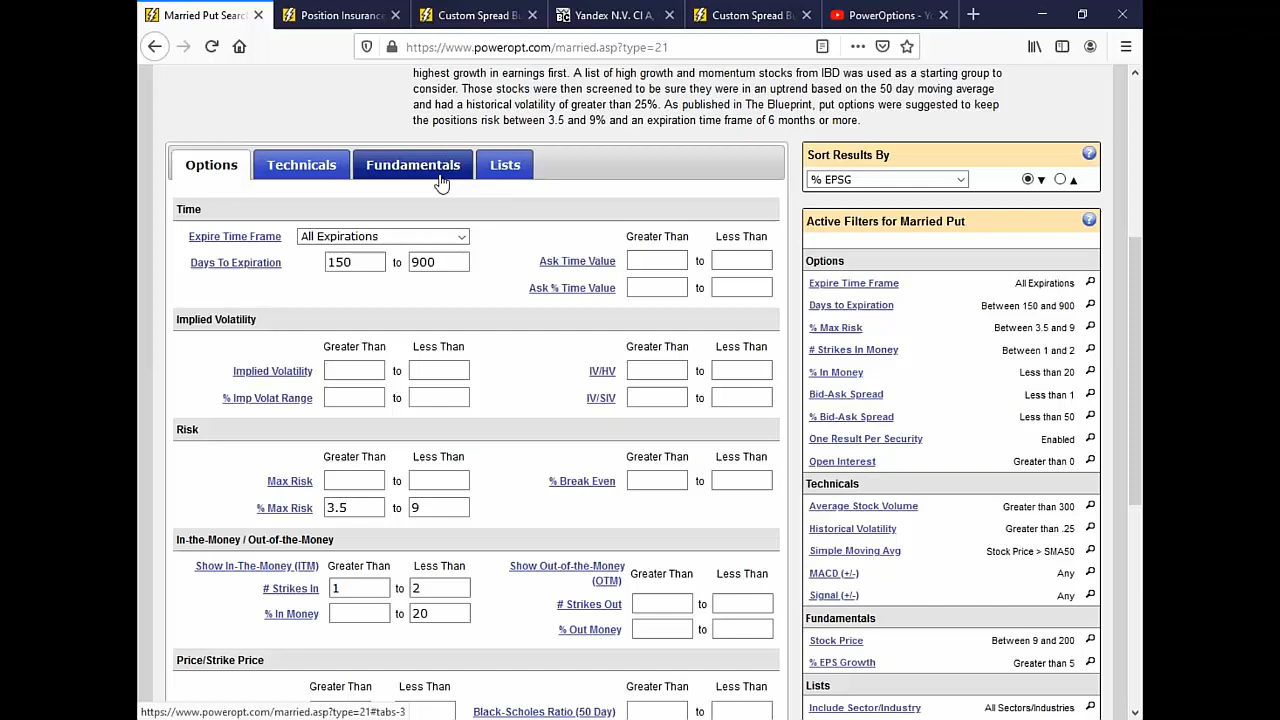 Married Put Searc
Position Insurance
Custom Spread Bu
Yandex N.V. Cl A,
Custom Spread Bu
PowerOptions - Yo
https://www.poweropt.com/married.asp?type=21
highest growth in earnings first. A list of high growth and momentum stocks from IBD was used as a starting group to
consider. Those stocks were then screened to be sure they were in an uptrend based on the 50 day moving average
and had a historical volatility of greater than 25%. As published in The Blueprint, put options were suggested to keep
the positions risk between 3.5 and 9% and an expiration time frame of 6 months or more.
Options Technicals Fundamentals Lists
Time
Expire Time Frame All Expirations
Greater Than Less Than
Days To Expiration 150 to 900
Ask Time Value to
Ask % Time Value to
Implied Volatility
Greater Than Less Than Greater Than Less Than
Implied Volatility to IV/HV to
% Imp Volat Range to IV/SIV to
Risk
Greater Than Less Than Greater Than Less Than
Max Risk to % Break Even to
% Max Risk 3.5 to 9
In-the-Money / Out-of-the-Money
Show In-The-Money (ITM) Greater Than Less Than
# Strikes In 1 to 2
% In Money to 20
Show Out-of-the-Money
(OTM) Greater Than Less Than
# Strikes Out to
% Out Money to
Price/Strike Price
Greater Than Less Than Greater Than Less Than
Black-Scholes Ratio (50 Day)
https://www.poweropt.com/married.asp?type=21#tabs-3
Sort Results By
% EPSG
Active Filters for Married Put
Options
Expire Time Frame All Expirations
Days to Expiration Between 150 and 900
% Max Risk Between 3.5 and 9
# Strikes In Money Between 1 and 2
% In Money Less than 20
Bid-Ask Spread Less than 1
% Bid-Ask Spread Less than 50
One Result Per Security Enabled
Open Interest Greater than 0
Technicals
Average Stock Volume Greater than 300
Historical Volatility Greater than .25
Simple Moving Avg Stock Price > SMA50
MACD (+/-) Any
Signal (+/-) Any
Fundamentals
Stock Price Between 9 and 200
% EPS Growth Greater than 5
Lists
Include Sector/Industry All Sectors/Industries